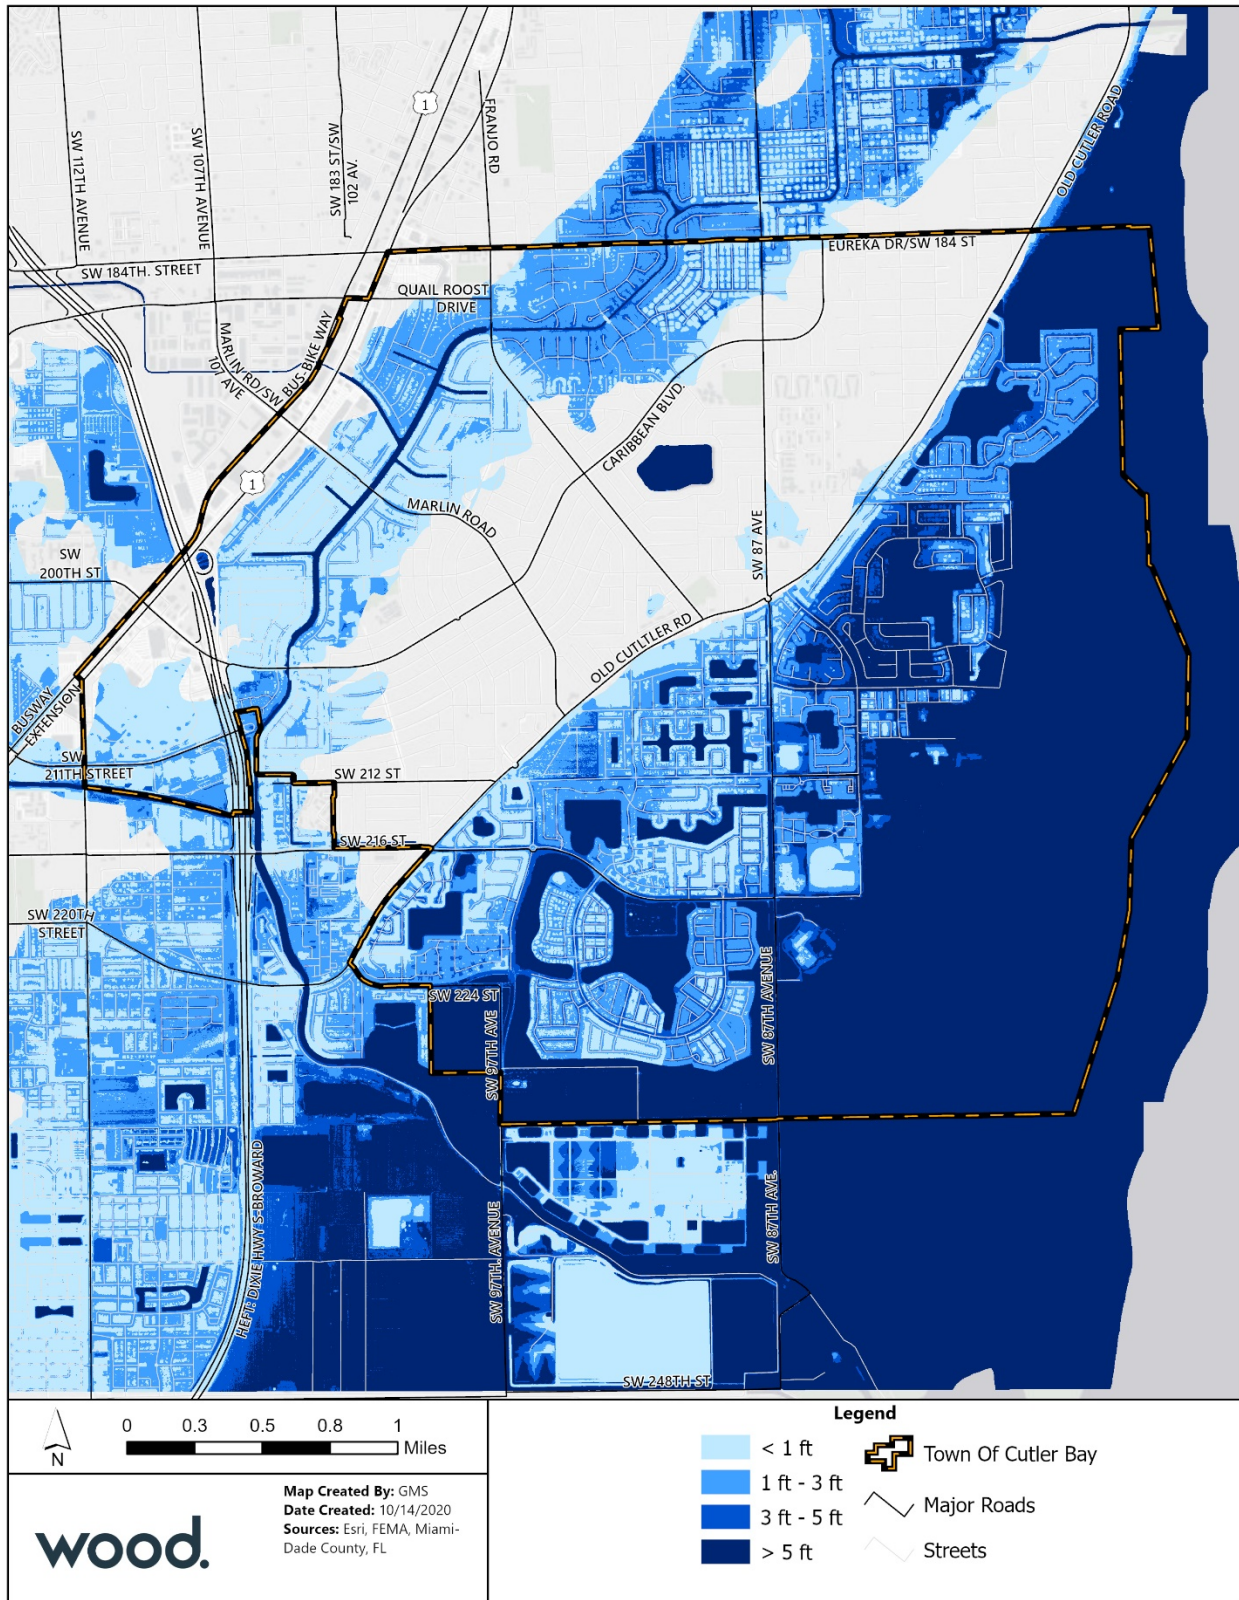 1
FRANJO RD
SW 112TH AVENUE
SW 107TH AVENUE
SW 183 ST/SW
102 AV.
OLD CUTLER ROAD
SW 184TH. STREET
EUREKA DR/SW 184 ST
QUAIL ROOST
DRIVE
MARLIN RD/SW
107 AVE
BUS-BIKE WAY
CARIBBEAN BLVD.
1
MARLIN ROAD
SW 87 AVE
SW
200TH ST
OLD CUTLTLER RD
BUSWAY
EXTENSION
SW
211TH STREET
SW 212 ST
SW 216 ST
SW 220TH
STREET
SW 224 ST
SW 97TH AVE
SW 87TH AVENUE
HEFT: DIXIE HWY S-BROWARD
SW 97TH. AVENUE
SW 87TH AVE.
SW 248TH ST
N
0 0.3 0.5 0.8 1
Miles
Map Created By: GMS
Date Created: 10/14/2020
Sources: Esri, FEMA, Miami-
Dade County, FL
wood.
Legend
< 1 ft
1 ft - 3 ft
3 ft - 5 ft
> 5 ft
Town Of Cutler Bay
Major Roads
Streets